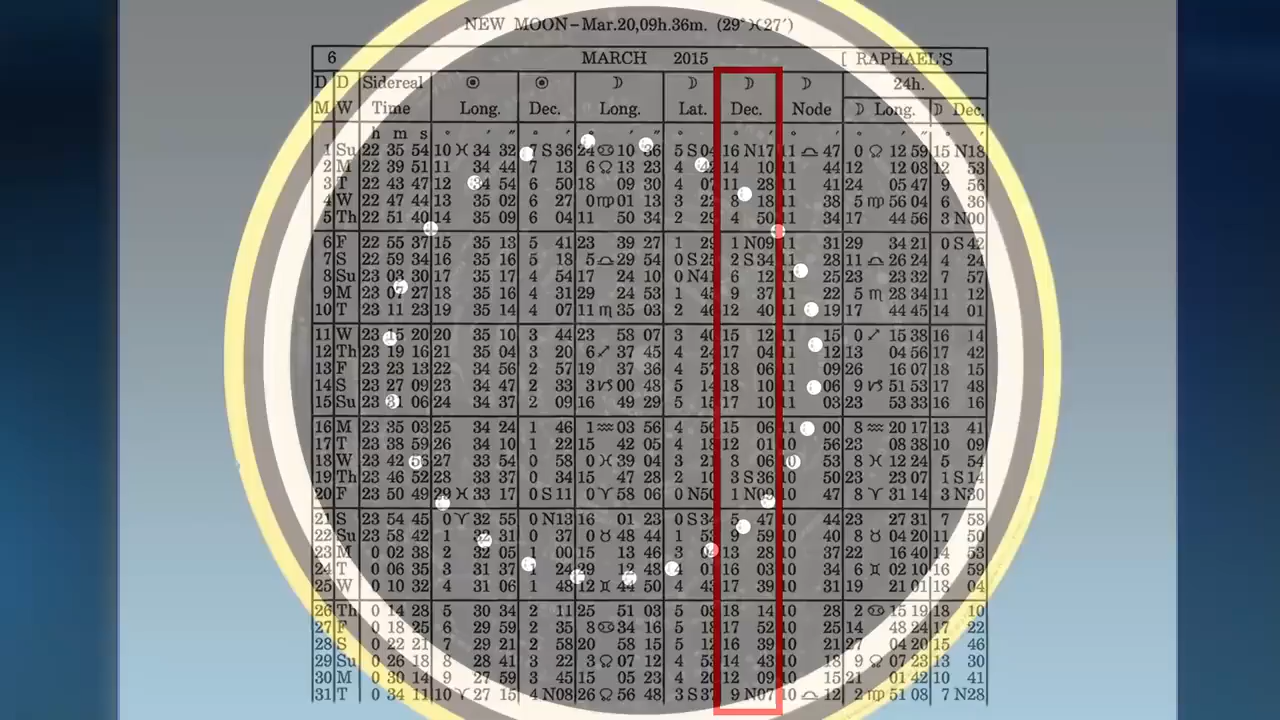 NEW MOON–Mar.20,09h.36m. (29°♓27′)
6 MARCH 2015 [ RAPHAEL'S
D D Sidereal ☉ ☉ ☽ ☽ ☽ ☽ 24h.
M W Time Long. Dec. Long. Lat. Dec. Node ☽ Long. ☽ Dec.
h m s ° ′ ″ ° ′ ° ′ ″ ° ′ ° ′ ° ′ ° ′ ″ ° ′
1 Su 22 35 54 10 ♓ 34 32 7 S 36 24 ♋ 10 36 5 S 04 16 N17 11 ♎ 47 0 ♌ 12 59 15 N18
2 M 22 39 51 11 34 44 7 13 6 ♌ 13 23 4 42 14 10 11 44 12 12 08 12 53
3 T 22 43 47 12 34 54 6 50 18 09 30 4 07 11 28 11 41 24 05 47 9 56
4 W 22 47 44 13 35 02 6 27 0 ♍ 01 13 3 22 8 18 11 38 5 ♍ 56 04 6 36
5 Th 22 51 40 14 35 09 6 04 11 50 34 2 29 4 50 11 34 17 44 56 3 N00
6 F 22 55 37 15 35 13 5 41 23 39 27 1 29 1 N09 11 31 29 34 21 0 S 42
7 S 22 59 34 16 35 16 5 18 5 ♎ 29 54 0 S 25 2 S 34 11 28 11 ♎ 26 24 4 24
8 Su 23 03 30 17 35 17 4 54 17 24 10 0 N41 6 12 11 25 23 23 32 7 57
9 M 23 07 27 18 35 16 4 31 29 24 53 1 45 9 37 11 22 5 ♏ 28 34 11 12
10 T 23 11 23 19 35 14 4 07 11 ♏ 35 03 2 46 12 40 11 19 17 44 45 14 01
11 W 23 15 20 20 35 10 3 44 23 53 07 3 40 15 12 11 15 0 ♐ 15 38 16 14
12 Th 23 19 16 21 35 04 3 20 6 ♐ 37 45 4 24 17 04 11 12 13 04 56 17 42
13 F 23 23 13 22 34 56 2 57 19 37 36 4 57 18 06 11 09 26 16 07 18 15
14 S 23 27 09 23 34 47 2 33 3 ♑ 00 48 5 14 18 10 11 06 9 ♑ 51 53 17 48
15 Su 23 31 06 24 34 37 2 09 16 49 29 5 15 17 10 11 03 23 53 33 16 16
16 M 23 35 03 25 34 24 1 46 1 ♒ 03 56 4 56 15 06 11 00 8 ♒ 20 17 13 41
17 T 23 38 59 26 34 10 1 22 15 42 05 4 18 12 01 10 56 23 08 38 10 09
18 W 23 42 56 27 33 54 0 58 0 ♓ 39 04 3 21 8 06 10 53 8 ♓ 12 24 5 54
19 Th 23 46 52 28 33 37 0 34 15 47 28 2 10 3 S 36 10 50 23 23 07 1 S 14
20 F 23 50 49 29 ♓ 33 17 0 S 11 0 ♈ 58 06 0 N50 1 N09 10 47 8 ♈ 31 14 3 N30
21 S 23 54 45 0 ♈ 32 55 0 N13 16 01 23 0 S 34 5 47 10 44 23 27 31 7 58
22 Su 23 58 42 1 32 31 0 37 0 ♉ 48 44 1 53 9 59 10 40 8 ♉ 04 20 11 50
23 M 0 02 38 2 32 05 1 00 15 13 46 3 04 13 28 10 37 22 16 40 14 53
24 T 0 06 35 3 31 37 1 24 29 12 48 4 01 16 03 10 34 6 ♊ 02 10 16 59
25 W 0 10 32 4 31 06 1 48 12 ♊ 44 50 4 43 17 39 10 31 19 21 01 18 04
26 Th 0 14 28 5 30 34 2 11 25 51 03 5 08 18 14 10 28 2 ♋ 15 19 18 10
27 F 0 18 25 6 29 59 2 35 8 ♋ 34 16 5 18 17 52 10 25 14 48 24 17 22
28 S 0 22 21 7 29 21 2 58 20 58 15 5 12 16 39 10 21 27 04 20 15 46
29 Su 0 26 18 8 28 41 3 22 3 ♌ 07 12 4 53 14 43 10 18 9 ♌ 07 23 13 30
30 M 0 30 14 9 27 59 3 45 15 05 23 4 20 12 09 10 15 21 01 42 10 41
31 T 0 34 11 10 ♈ 27 15 4 N08 26 ♌ 56 48 3 S 37 9 N07 10 ♎ 12 2 ♍ 51 08 7 N28